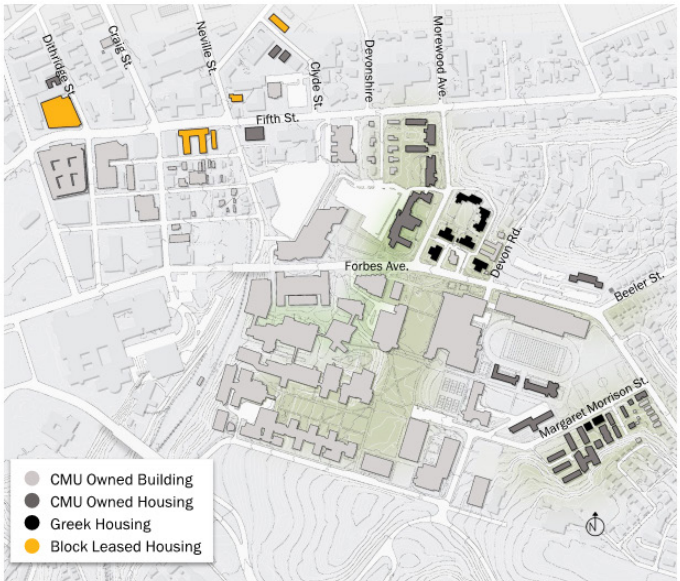 Dithridge St.
Craig St.
Neville St.
Clyde St.
Devonshire
Morewood Ave.
Fifth St.
Forbes Ave.
Devon Rd.
Beeler St.
Margaret Morrison St.
CMU Owned Building
CMU Owned Housing
Greek Housing
Block Leased Housing
N